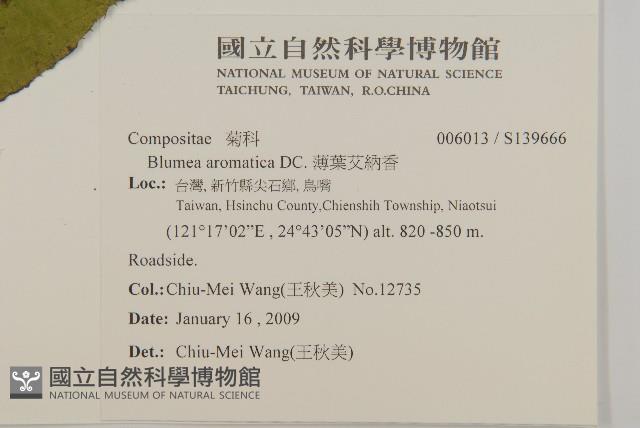 國立自然科學博物館
NATIONAL MUSEUM OF NATURAL SCIENCE
TAICHUNG, TAIWAN, R.O.CHINA
Compositae 菊科 006013 / S139666
Blumea aromatica DC. 薄葉艾納香
Loc.: 台灣, 新竹縣尖石鄉, 鳥嘴
Taiwan, Hsinchu County,Chienshih Township, Niaotsui
(121°17’02”E , 24°43’05”N) alt. 820 -850 m.
Roadside.
Col.: Chiu-Mei Wang(王秋美) No.12735
Date: January 16 , 2009
Det.: Chiu-Mei Wang(王秋美)
國立自然科學博物館
NATIONAL MUSEUM OF NATURAL SCIENCE